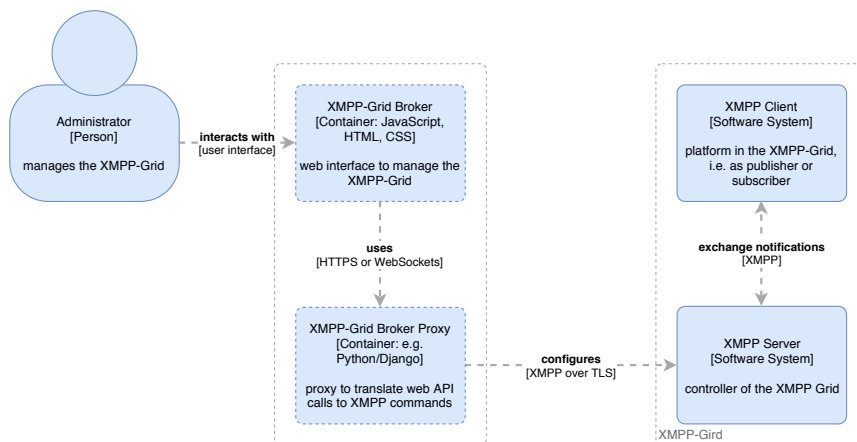 Administrator
[Person]
manages the XMPP-Grid
interacts with
[user interface]
XMPP-Grid Broker
[Container: JavaScript,
HTML, CSS]
web interface to manage the
XMPP-Grid
uses
[HTTPS or WebSockets]
XMPP-Grid Broker Proxy
[Container: e.g.
Python/Django]
proxy to translate web API
calls to XMPP commands
configures
[XMPP over TLS]
XMPP Client
[Software System]
platform in the XMPP-Grid,
i.e. as publisher or
subscriber
exchange notifications
[XMPP]
XMPP Server
[Software System]
controller of the XMPP Grid
XMPP-Gird